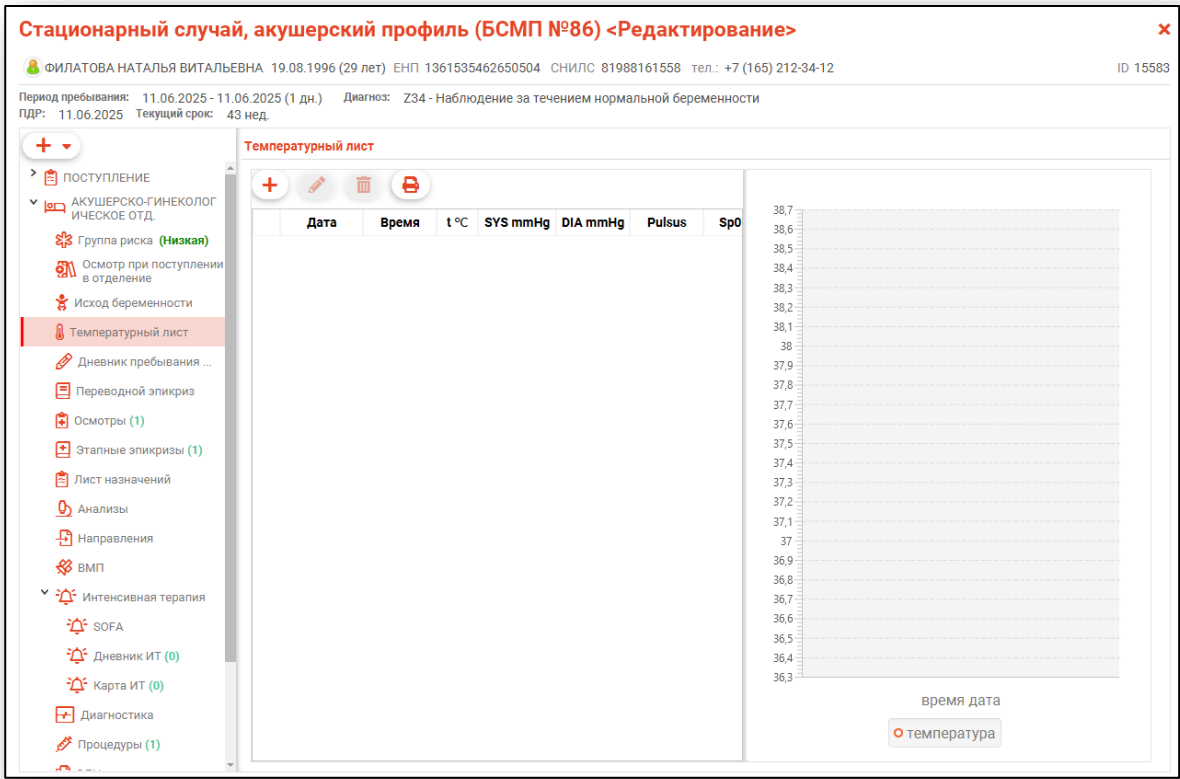 Стационарный случай, акушерский профиль (БСМП №86) <Редактирование>
ФИЛАТОВА НАТАЛЬЯ ВИТАЛЬЕВНА 19.08.1996 (29 лет) ЕНП 1361535462650504 СНИЛС 81988161558 тел.: +7 (165) 212-34-12 ID 15583
Период пребывания: 11.06.2025 - 11.06.2025 (1 дн.) Диагноз: Z34 - Наблюдение за течением нормальной беременности
ПДР: 11.06.2025 Текущий срок: 43 нед.
ПОСТУПЛЕНИЕ
АКУШЕРСКО-ГИНЕКОЛОГ
ИЧЕСКОЕ ОТД.
Группа риска (Низкая)
Осмотр при поступлении
в отделение
Исход беременности
Температурный лист
Дневник пребывания ...
Переводной эпикриз
Осмотры (1)
Этапные эпикризы (1)
Лист назначений
Анализы
Направления
ВМП
Интенсивная терапия
SOFA
Дневник ИТ (0)
Карта ИТ (0)
Диагностика
Процедуры (1)
Температурный лист
Дата Время t °C SYS mmHg DIA mmHg Pulsus Sp0
38,7
38,6
38,5
38,4
38,3
38,2
38,1
38
37,9
37,8
37,7
37,6
37,5
37,4
37,3
37,2
37,1
37
36,9
36,8
36,7
36,6
36,5
36,4
36,3
время дата
температура